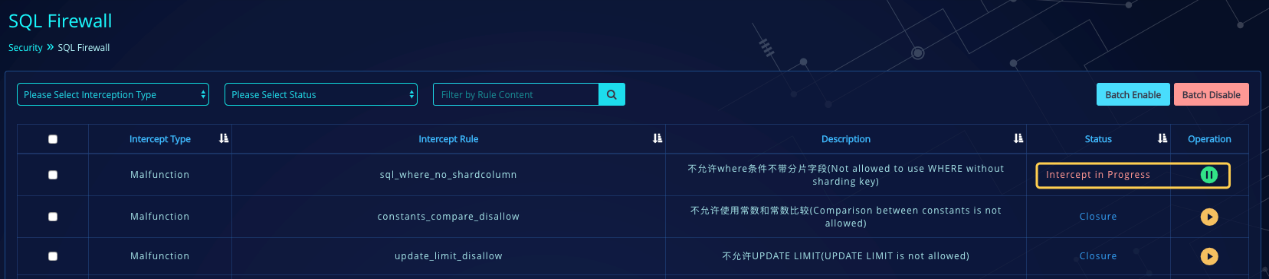 SQL Firewall
Security » SQL Firewall
Please Select Interception Type
Please Select Status
Filter by Rule Content
Batch Enable
Batch Disable
Intercept Type
Intercept Rule
Description
Status
Operation
Malfunction
sql_where_no_shardcolumn
不允许where条件不带分片字段(Not allowed to use WHERE without
sharding key)
Intercept in Progress
Malfunction
constants_compare_disallow
不允许使用常数和常数比较(Comparison between constants is not
allowed)
Closure
Malfunction
update_limit_disallow
不允许UPDATE LIMIT(UPDATE LIMIT is not allowed)
Closure